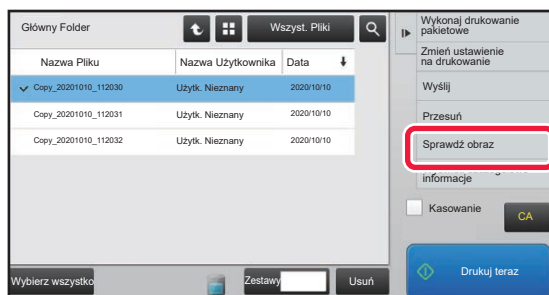 Główny Folder
Wszyst. Pliki
Nazwa Pliku
Nazwa Użytkownika
Data
Copy_20201010_112030
Użytk. Nieznany
2020/10/10
Copy_20201010_112031
Użytk. Nieznany
2020/10/10
Copy_20201010_112032
Użytk. Nieznany
2020/10/10
Wybierz wszystko
Zestawy
Usuń
Wykonaj drukowanie
pakietowe
Zmień ustawienie
na drukowanie
Wyślij
Przesuń
Sprawdź obraz
informacje
Kasowanie
CA
Drukuj teraz